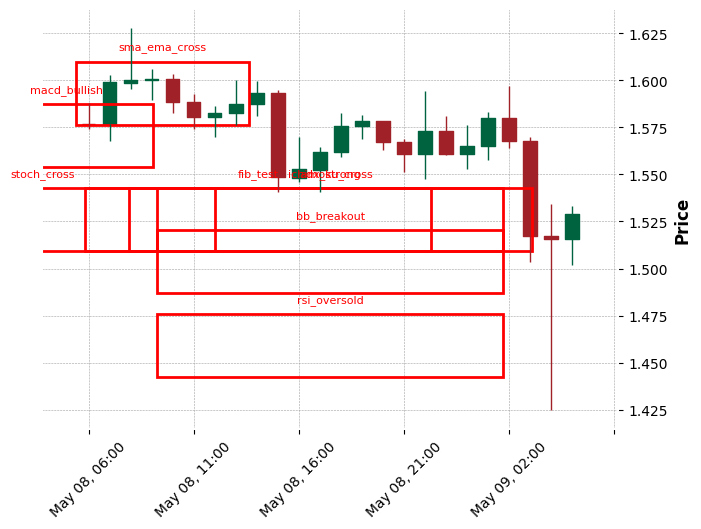 sma_ema_cross
macd_bullish
stoch_cross
fib_test
cross
bb_breakout
rsi_oversold
1.625
1.600
1.575
1.550
1.525
1.500
1.475
1.450
1.425
Price
May 08, 06:00
May 08, 11:00
May 08, 16:00
May 08, 21:00
May 09, 02:00